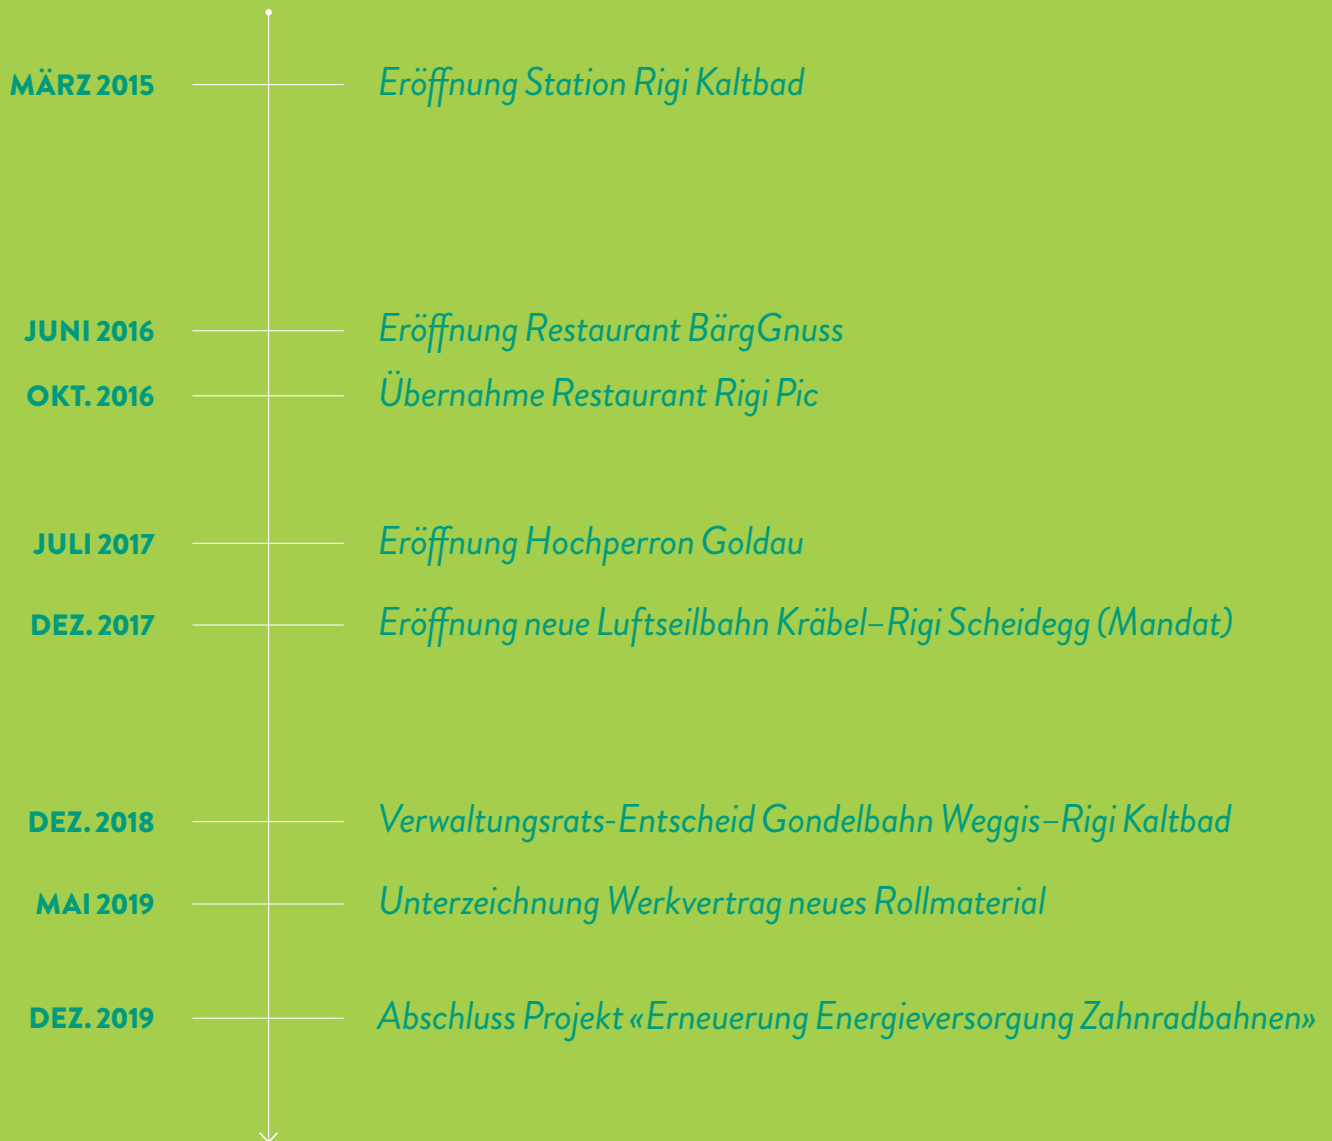 MÄRZ 2015 Eröffnung Station Rigi Kaltbad
JUNI 2016 Eröffnung Restaurant BärgGnuss
OKT. 2016 Übernahme Restaurant Rigi Pic
JULI 2017 Eröffnung Hochperron Goldau
DEZ. 2017 Eröffnung neue Luftseilbahn Kräbel–Rigi Scheidegg (Mandat)
DEZ. 2018 Verwaltungsrats-Entscheid Gondelbahn Weggis–Rigi Kaltbad
MAI 2019 Unterzeichnung Werkvertrag neues Rollmaterial
DEZ. 2019 Abschluss Projekt «Erneuerung Energieversorgung Zahnradbahnen»